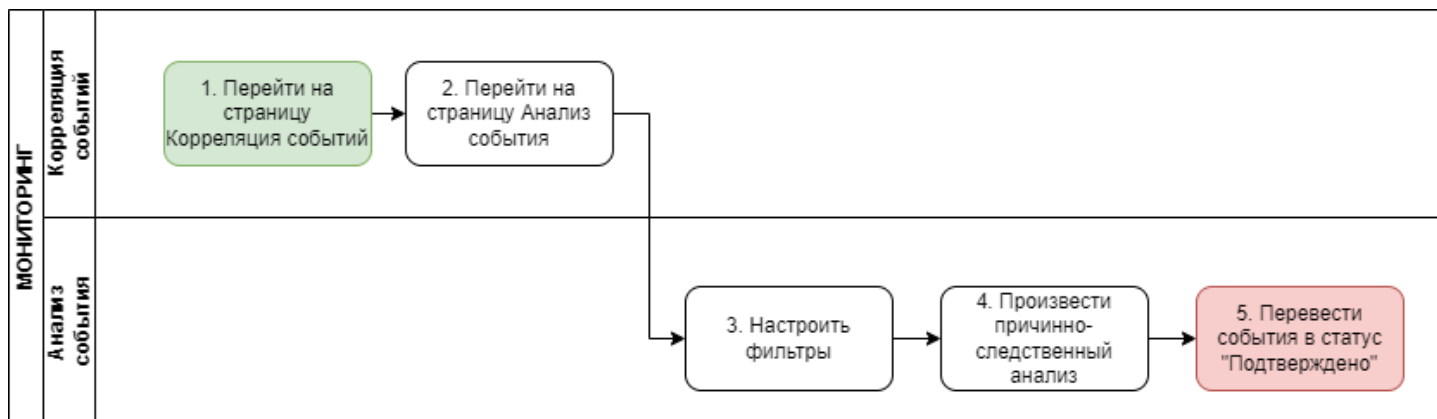 МОНИТОРИНГ
Корреляция
событий
1. Перейти на
страницу
Корреляция событий
2. Перейти на
страницу Анализ
события
Анализ
события
3. Настроить
фильтры
4. Произвести
причинно-
следственный
анализ
5. Перевести
события в статус
"Подтверждено"